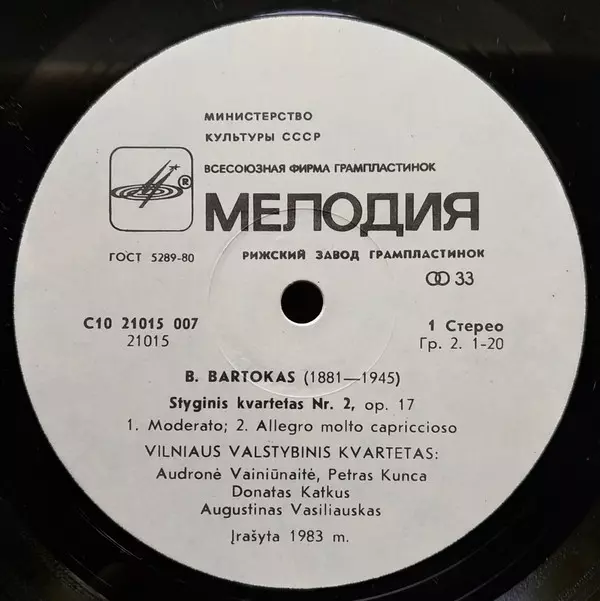 МИНИСТЕРСТВО
КУЛЬТУРЫ СССР
ВСЕСОЮЗНАЯ ФИРМА ГРАМПЛАСТИНОК
®
МЕЛОДИЯ
ГОСТ 5289-80
РИЖСКИЙ ЗАВОД ГРАМПЛАСТИНОК
33
С10 21015 007
21015
1 Стерео
Гр. 2. 1-20
B. BARTOKAS (1881—1945)
Styginis kvartetas Nr. 2, op. 17
1. Moderato; 2. Allegro molto capriccioso
VILNIAUS VALSTYBINIS KVARTETAS:
Audronė Vainiūnaitė, Petras Kunca
Donatas Katkus
Augustinas Vasiliauskas
Įrašyta 1983 m.